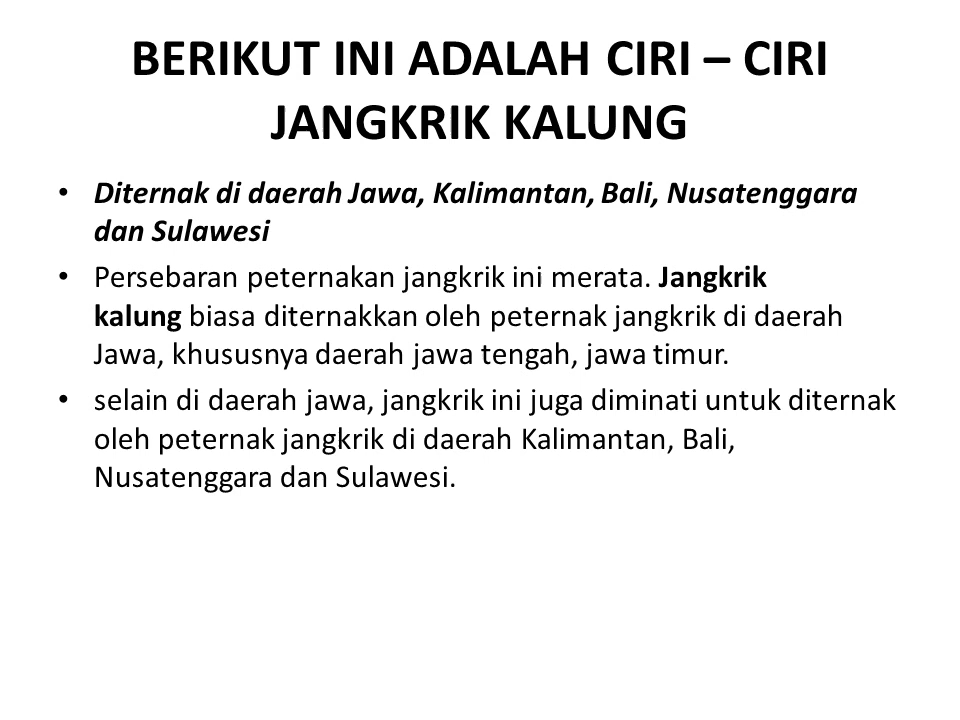 BERIKUT INI ADALAH CIRI – CIRI
JANGKRIK KALUNG
• Diternak di daerah Jawa, Kalimantan, Bali, Nusatenggara
dan Sulawesi
• Persebaran peternakan jangkrik ini merata. Jangkrik
kalung biasa diternakkan oleh peternak jangkrik di daerah
Jawa, khususnya daerah jawa tengah, jawa timur.
• selain di daerah jawa, jangkrik ini juga diminati untuk diternak
oleh peternak jangkrik di daerah Kalimantan, Bali,
Nusatenggara dan Sulawesi.